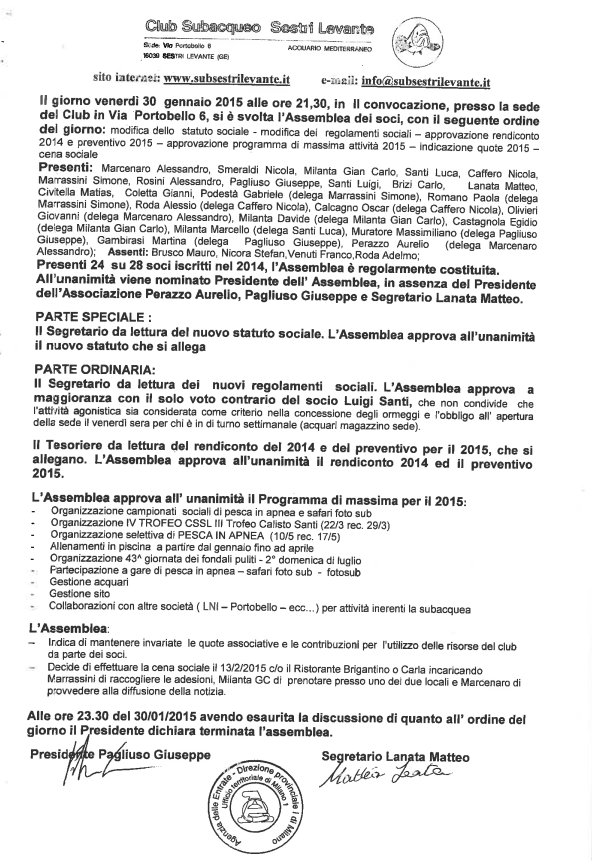 Club Subacqueo Sestri Levante
Sede: Via Portobello 6
16039 SESTRI LEVANTE (GE)
ACQUARIO MEDITERRÁNEO
sito internet: www.subsestrilevante.it e-mail: info@subsestrilevante.it
Il giorno venerdì 30 gennaio 2015 alle ore 21,30, in II convocazione, presso la sede
del Club in Via Portobello 6, si è svolta l'Assemblea dei soci, con il seguente ordine
del giorno: modifica dello statuto sociale - modifica dei regolamenti sociali – approvazione rendiconto
2014 e preventivo 2015 – approvazione programma di massima attività 2015 – indicazione quote 2015 –
cena sociale
Presenti: Marcenaro Alessandro, Smeraldi Nicola, Milanta Gian Carlo, Santi Luca, Caffero Nicola,
Marrassini Simone, Rosini Alessandro, Pagliuso Giuseppe, Santi Luigi, Brizi Carlo, Lanata Matteo,
Civitella Matias, Coletta Gianni, Podestà Gabriele (delega Marrassini Simone), Romano Paola (delega
Marrassini Simone), Roda Alessio (delega Caffero Nicola), Calcagno Oscar (delega Caffero Nicola), Olivieri
Giovanni (delega Marcenaro Alessandro), Milanta Davide (delega Milanta Gian Carlo), Castagnola Egidio
(delega Milanta Gian Carlo), Milanta Marcello (delega Santi Luca), Muratore Massimiliano (delega Pagliuso
Giuseppe), Gambirasi Martina (delega Pagliuso Giuseppe), Perazzo Aurelio (delega Marcenaro
Alessandro); Assenti: Brusco Mauro, Nicora Stefan,Venuti Franco,Roda Adelmo;
Presenti 24 su 28 soci iscritti nel 2014, l'Assemblea è regolarmente costituita.
All'unanimità viene nominato Presidente dell' Assemblea, in assenza del Presidente
dell'Associazione Perazzo Aurelio, Pagliuso Giuseppe e Segretario Lanata Matteo.
PARTE SPECIALE :
Il Segretario da lettura del nuovo statuto sociale. L'Assemblea approva all'unanimità
il nuovo statuto che si allega
PARTE ORDINARIA:
Il Segretario da lettura dei nuovi regolamenti sociali. L'Assemblea approva a
maggioranza con il solo voto contrario del socio Luigi Santi, che non condivide che
l'attività agonistica sia considerata come criterio nella concessione degli ormeggi e l'obbligo all' apertura
della sede il venerdì sera per chi è in di turno settimanale (acquari magazzino sede).
Il Tesoriere da lettura del rendiconto del 2014 e del preventivo per il 2015, che si
allegano. L'Assemblea approva all'unanimità il rendiconto 2014 ed il preventivo
2015.
L'Assemblea approva all' unanimità il Programma di massima per il 2015:
- Organizzazione campionati sociali di pesca in apnea e safari foto sub
- Organizzazione IV TROFEO CSSL III Trofeo Calisto Santi (22/3 rec. 29/3)
- Organizzazione selettiva di PESCA IN APNEA (10/5 rec. 17/5)
- Allenamenti in piscina a partire dal gennaio fino ad aprile
- Organizzazione 43^ giornata dei fondali puliti - 2° domenica di luglio
- Partecipazione a gare di pesca in apnea – safari foto sub - fotosub
- Gestione acquari
- Gestione sito
- Collaborazioni con altre società ( LNI – Portobello – ecc...) per attività inerenti la subacquea
L'Assemblea:
– Indica di mantenere invariate le quote associative e le contribuzioni per l'utilizzo delle risorse del club
da parte dei soci.
– Decide di effettuare la cena sociale il 13/2/2015 c/o il Ristorante Brigantino o Carla incaricando
Marrassini di raccogliere le adesioni, Milanta GC di prenotare presso uno dei due locali e Marcenaro di
provvedere alla diffusione della notizia.
Alle ore 23.30 del 30/01/2015 avendo esaurita la discussione di quanto all' ordine del
giorno il Presidente dichiara terminata l'assemblea.
Presidente Pagliuso Giuseppe Segretario Lanata Matteo
Matteo Lanata
Agenzia delle Entrate - Direzione provinciale I di Milano
Ufficio territoriale di Milano 1